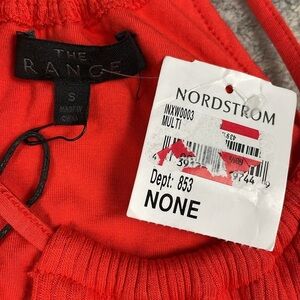 THE
RANGE
S
MADE IN
CHINA
NORDSTROM
INXW0003
MULTI
Dept: 853
NONE